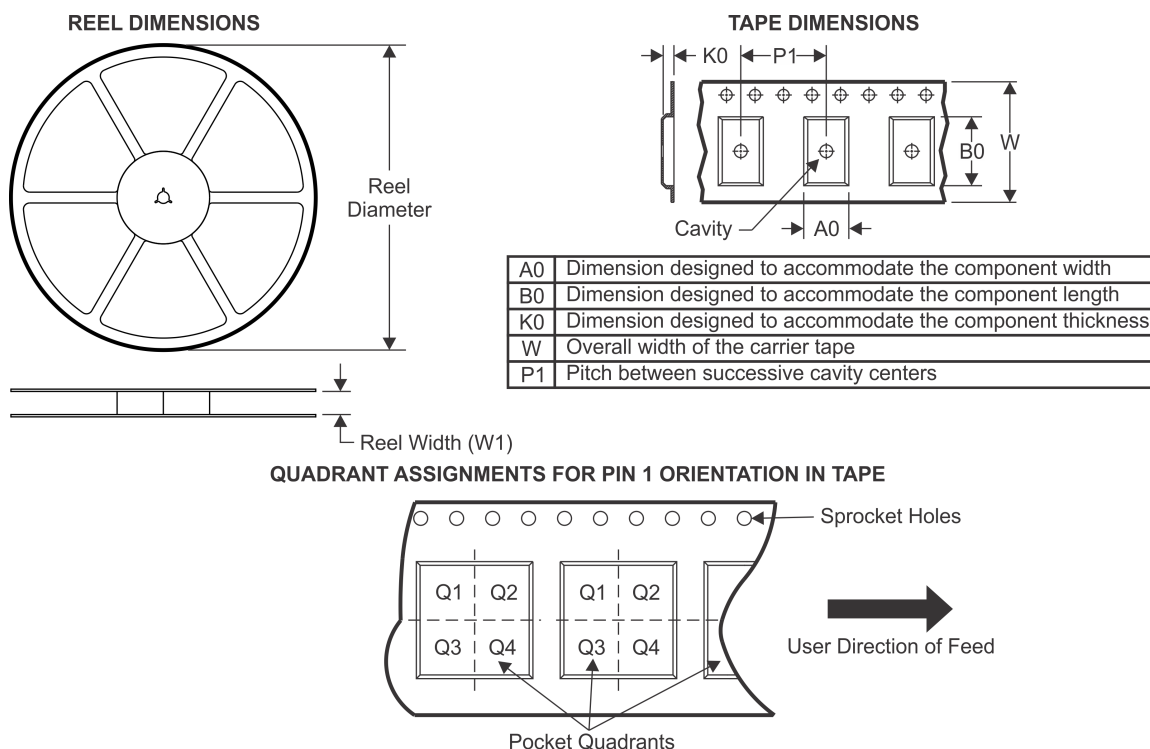 REEL DIMENSIONS
Reel
Diameter
Reel Width (W1)
TAPE DIMENSIONS
K0 P1
B0 W
Cavity A0
A0 Dimension designed to accommodate the component width
B0 Dimension designed to accommodate the component length
K0 Dimension designed to accommodate the component thickness
W Overall width of the carrier tape
P1 Pitch between successive cavity centers
QUADRANT ASSIGNMENTS FOR PIN 1 ORIENTATION IN TAPE
Sprocket Holes
Q1 Q2 Q1 Q2
Q3 Q4 Q3 Q4
User Direction of Feed
Pocket Quadrants